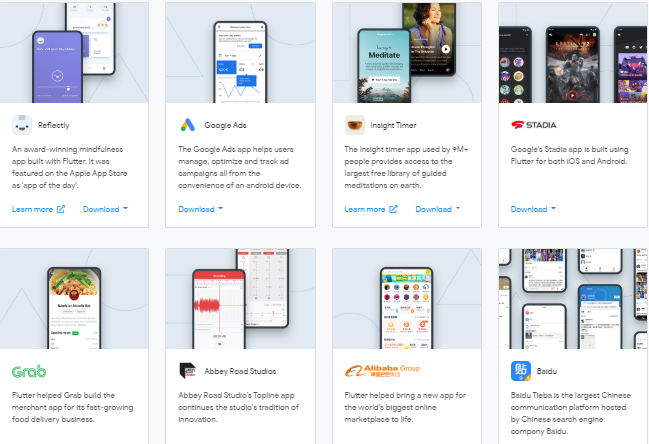 Meditate
STADIA
Reflectly
Google Ads
Insight Timer
STADIA
An award-winning mindfulness
app built with Flutter. It was
featured on the Apple App Store
as 'app of the day'.
The Google Ads app helps users
manage, optimize and track ad
campaigns all from the
convenience of an android device.
The Insight timer app used by 9M+
people provides access to the
largest free library of guided
meditations on earth.
Google's Stadia app is built using
Flutter for both iOS and Android.
Learn more
Download
Download
Learn more
Download
Download
Grab
Abbey Road Studios
Alibaba Group
Baidu
Flutter helped Grab build the
merchant app for its fast-growing
food delivery business.
Abbey Road Studio's Topline app
continues the studio's tradition of
innovation.
Flutter helped bring a new app for
the world's biggest online
marketplace to life.
Baidu Tieba is the largest Chinese
communication platform hosted
by Chinese search engine
company Baidu.